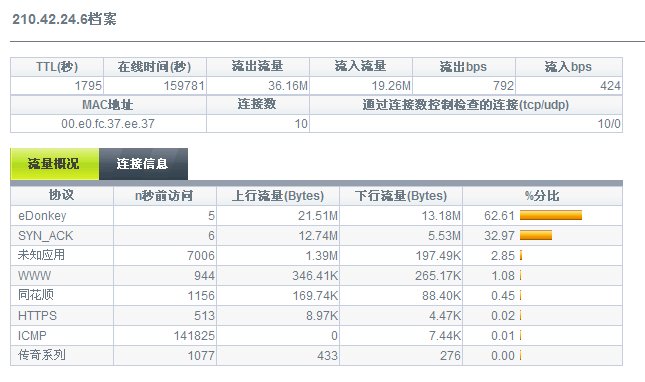 210.42.24.6档案
TTL(秒) 在线时间(秒) 流出流量 流入流量 流出bps 流入bps
1795 159781 36.16M 19.26M 792 424
MAC地址 连接数 通过连接数控制检查的连接(tcp/udp)
00.e0.fc.37.ee.37 10 10/0
流量概况 连接信息
协议 n秒前访问 上行流量(Bytes) 下行流量(Bytes) %分比
eDonkey 5 21.51M 13.18M 62.61
SYN_ACK 6 12.74M 5.53M 32.97
未知应用 7006 1.39M 197.49K 2.85
WWW 944 346.41K 265.17K 1.08
同花顺 1156 169.74K 88.40K 0.45
HTTPS 513 8.97K 4.47K 0.02
ICMP 141825 0 7.44K 0.01
传奇系列 1077 433 276 0.00